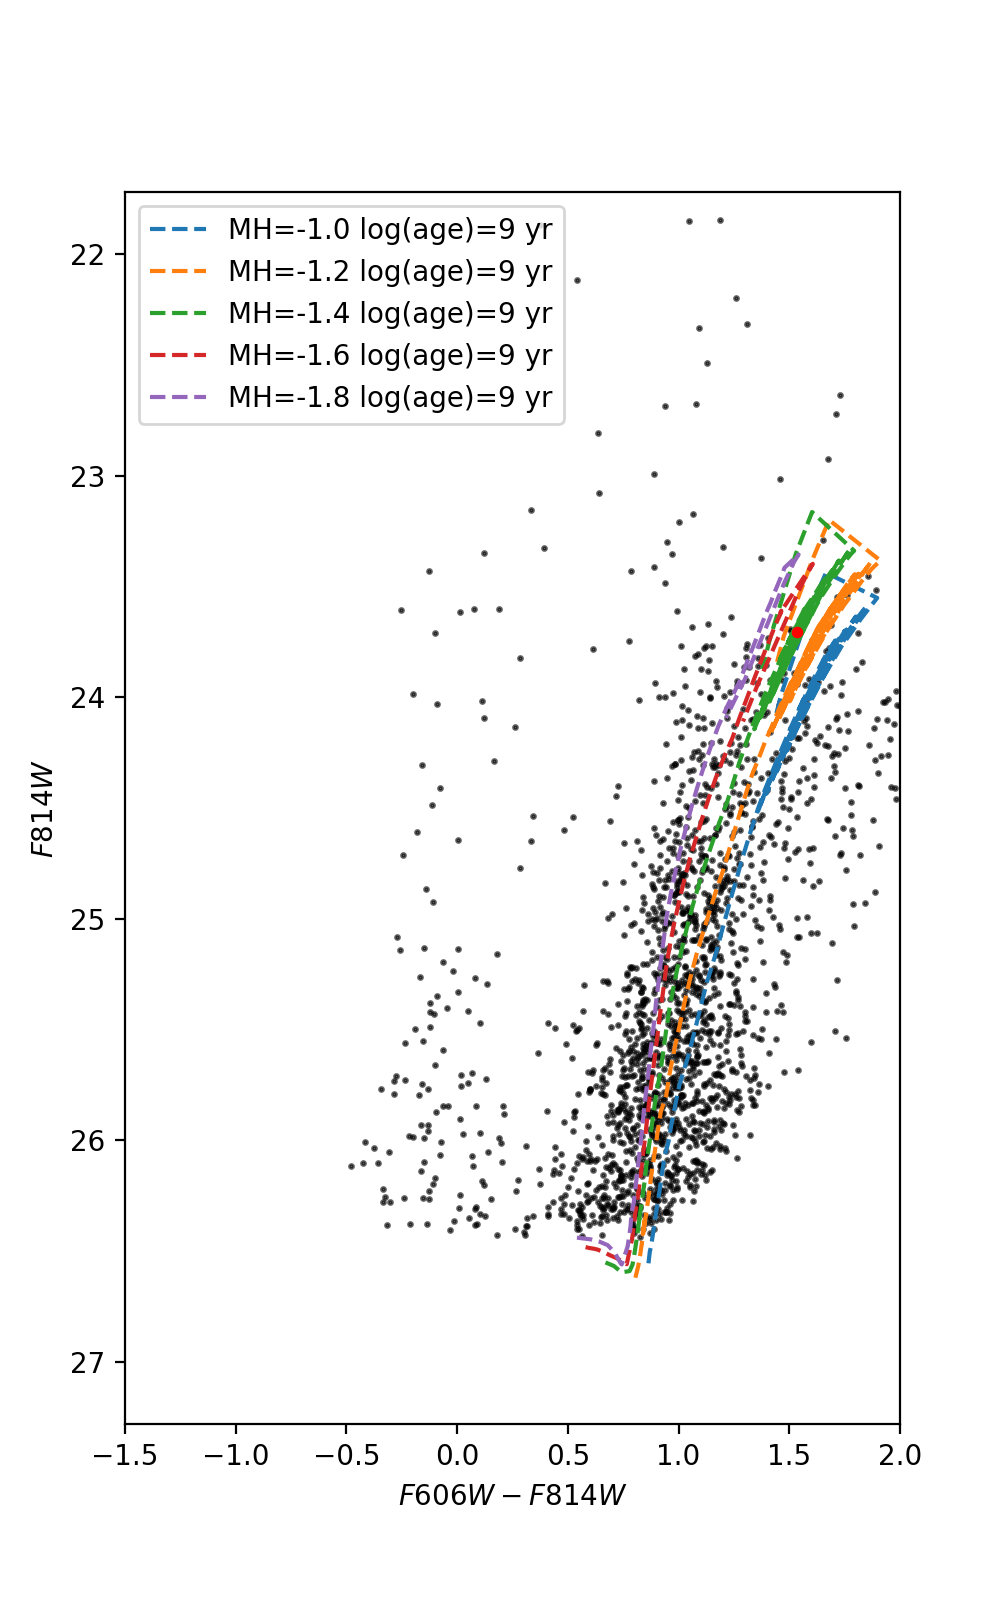 MH=-1.0 log(age)=9 yr
MH=-1.2 log(age)=9 yr
MH=-1.4 log(age)=9 yr
MH=-1.6 log(age)=9 yr
MH=-1.8 log(age)=9 yr
22
23
24
25
26
27
F814W
−1.5 −1.0 −0.5 0.0 0.5 1.0 1.5 2.0
F606W − F814W